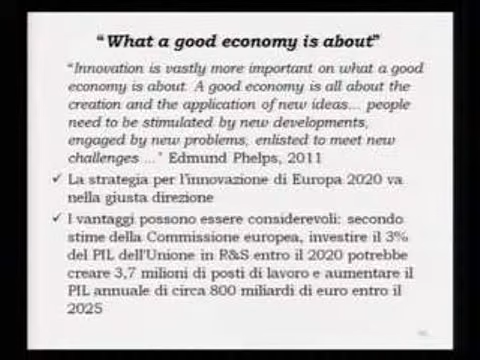 “What a good economy is about”
“Innovation is vastly more important on what a good
economy is about A good economy is all about the
creation and the application of new ideas... people
need to be stimulated by new developments,
engaged by new problems, enlisted to meet new
challenges ...” Edmund Phelps, 2011
✓ La strategia per l'innovazione di Europa 2020 va
nella giusta direzione
✓ I vantaggi possono essere considerevoli: secondo
stime della Commissione europea, investire il 3%
del PIL dell'Unione in R&S entro il 2020 potrebbe
creare 3,7 milioni di posti di lavoro e aumentare il
PIL annuale di circa 800 miliardi di euro entro il
2025